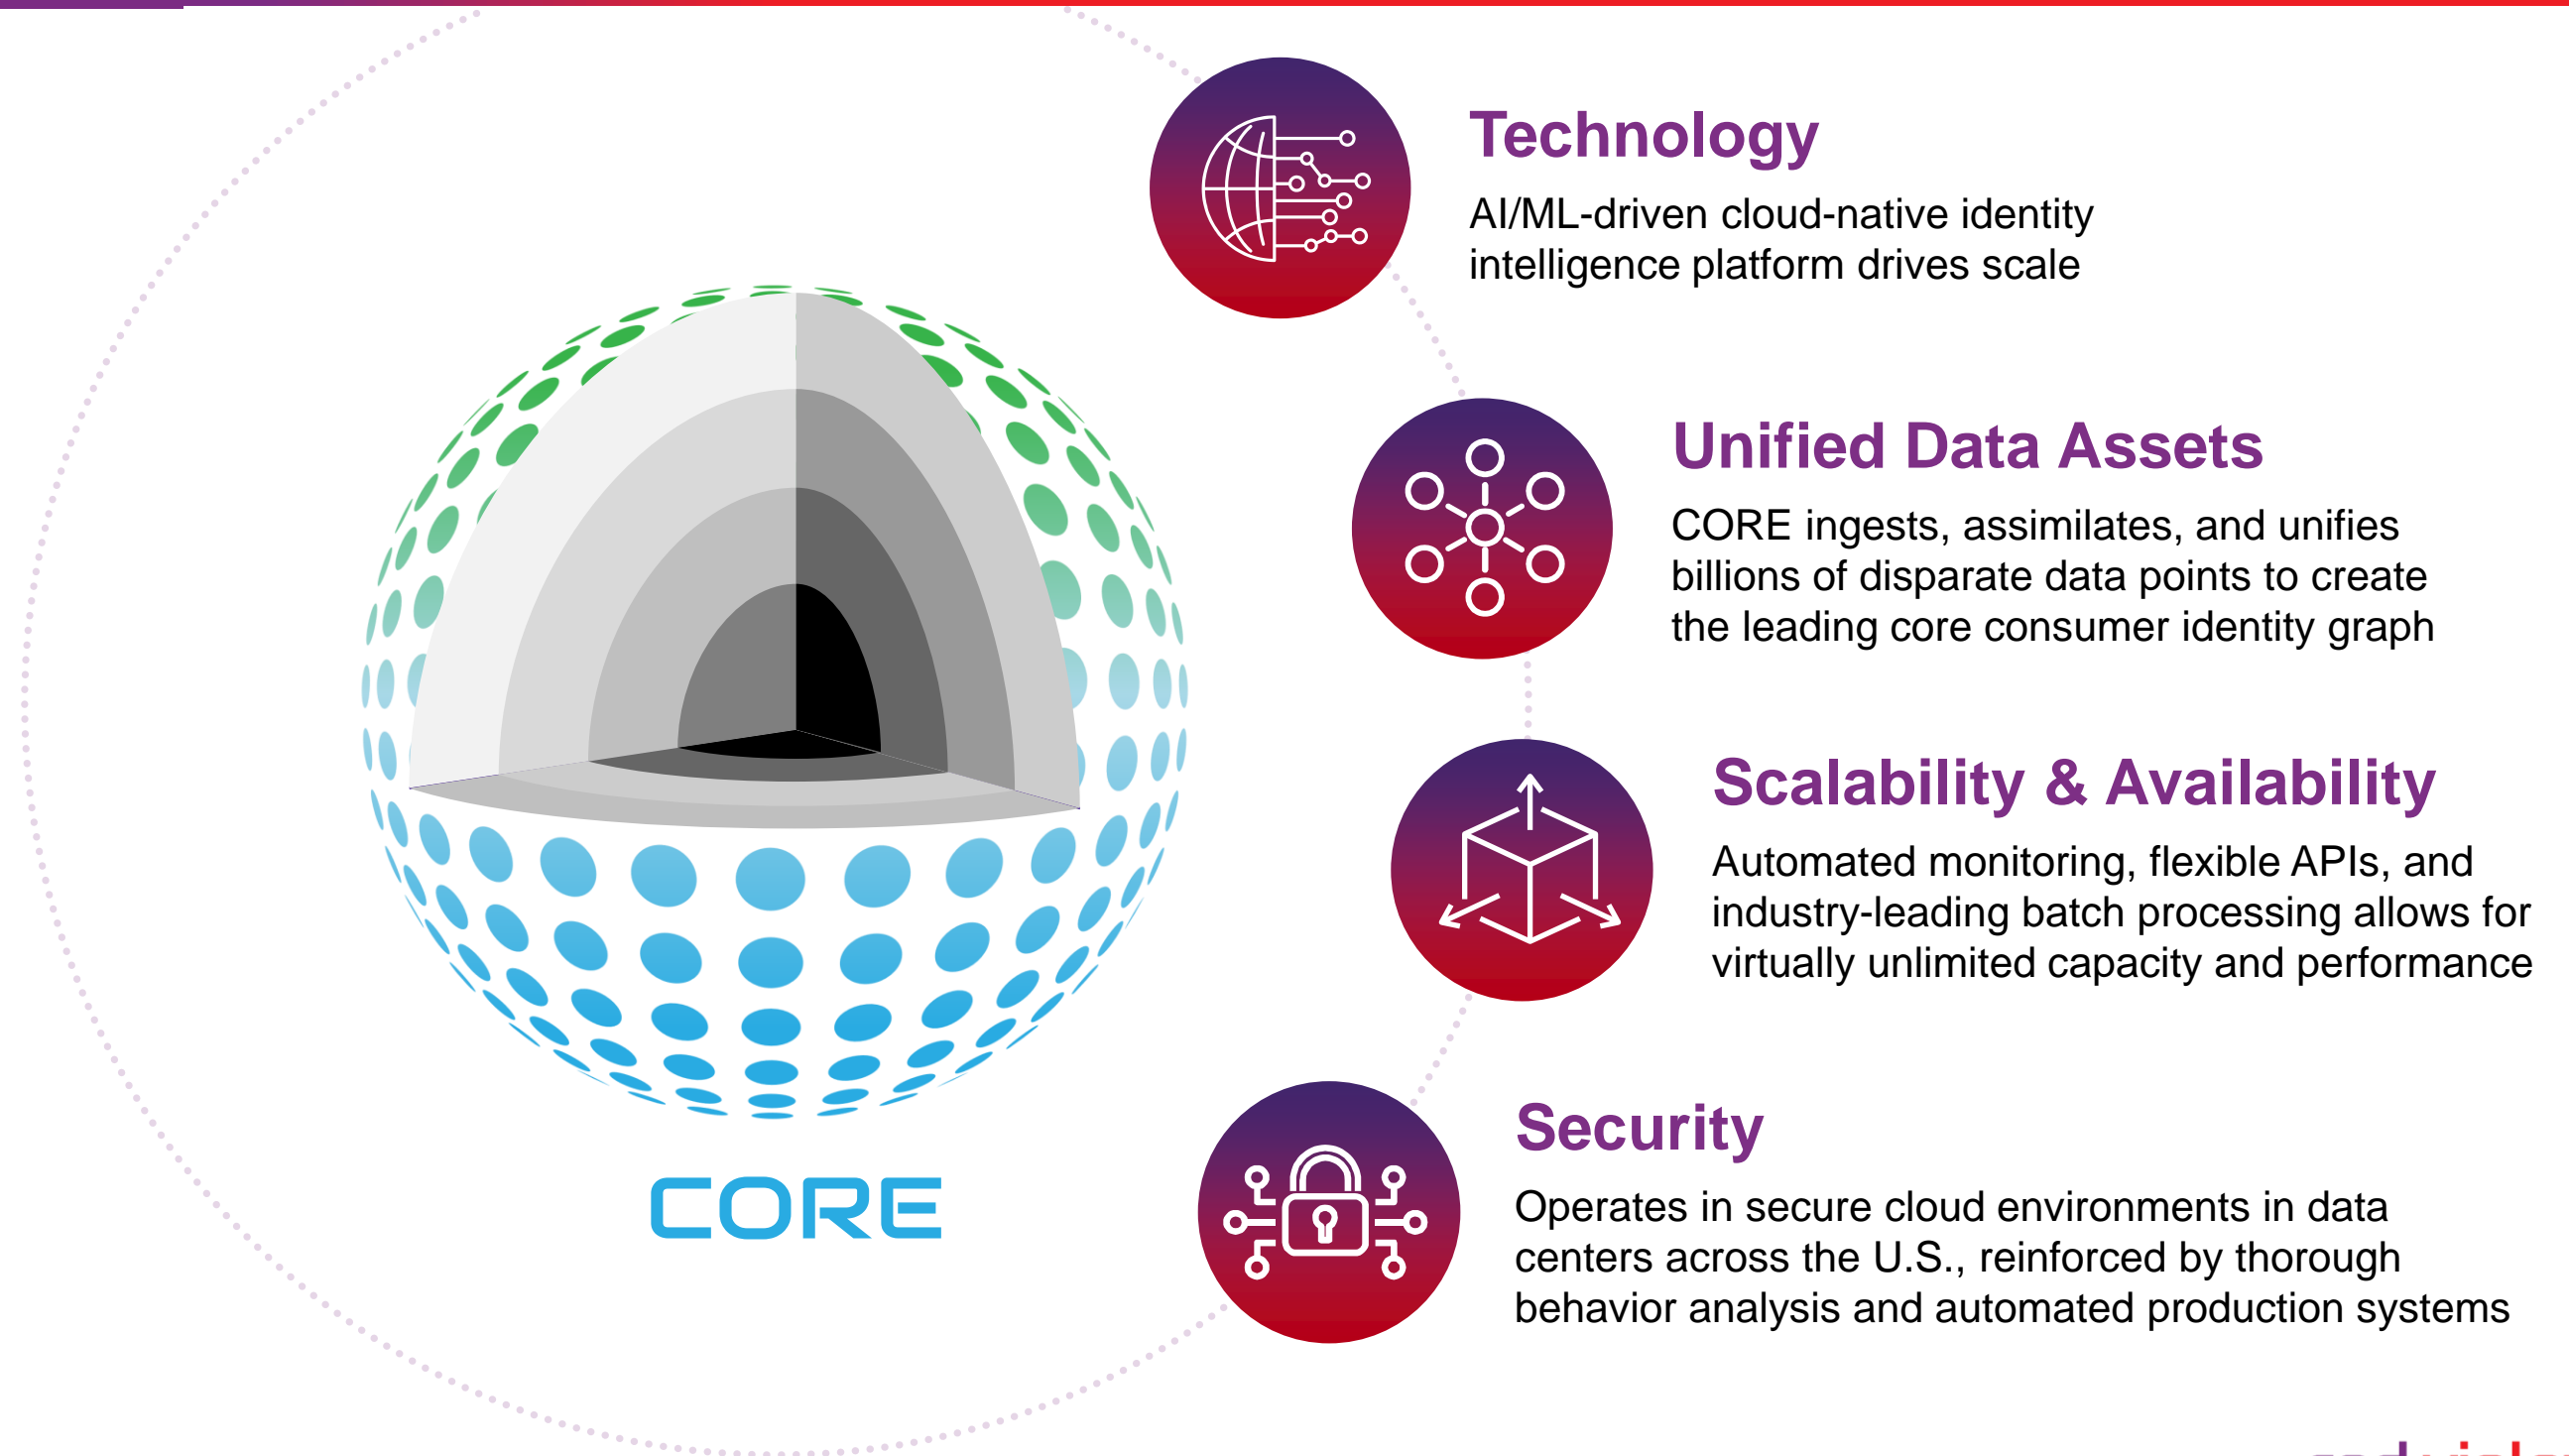 Technology
AI/ML-driven cloud-native identity
intelligence platform drives scale
Unified Data Assets
CORE ingests, assimilates, and unifies
billions of disparate data points to create
the leading core consumer identity graph
Scalability & Availability
Automated monitoring, flexible APIs, and
industry-leading batch processing allows for
virtually unlimited capacity and performance
CORE
Security
Operates in secure cloud environments in data
centers across the U.S., reinforced by thorough
behavior analysis and automated production systems